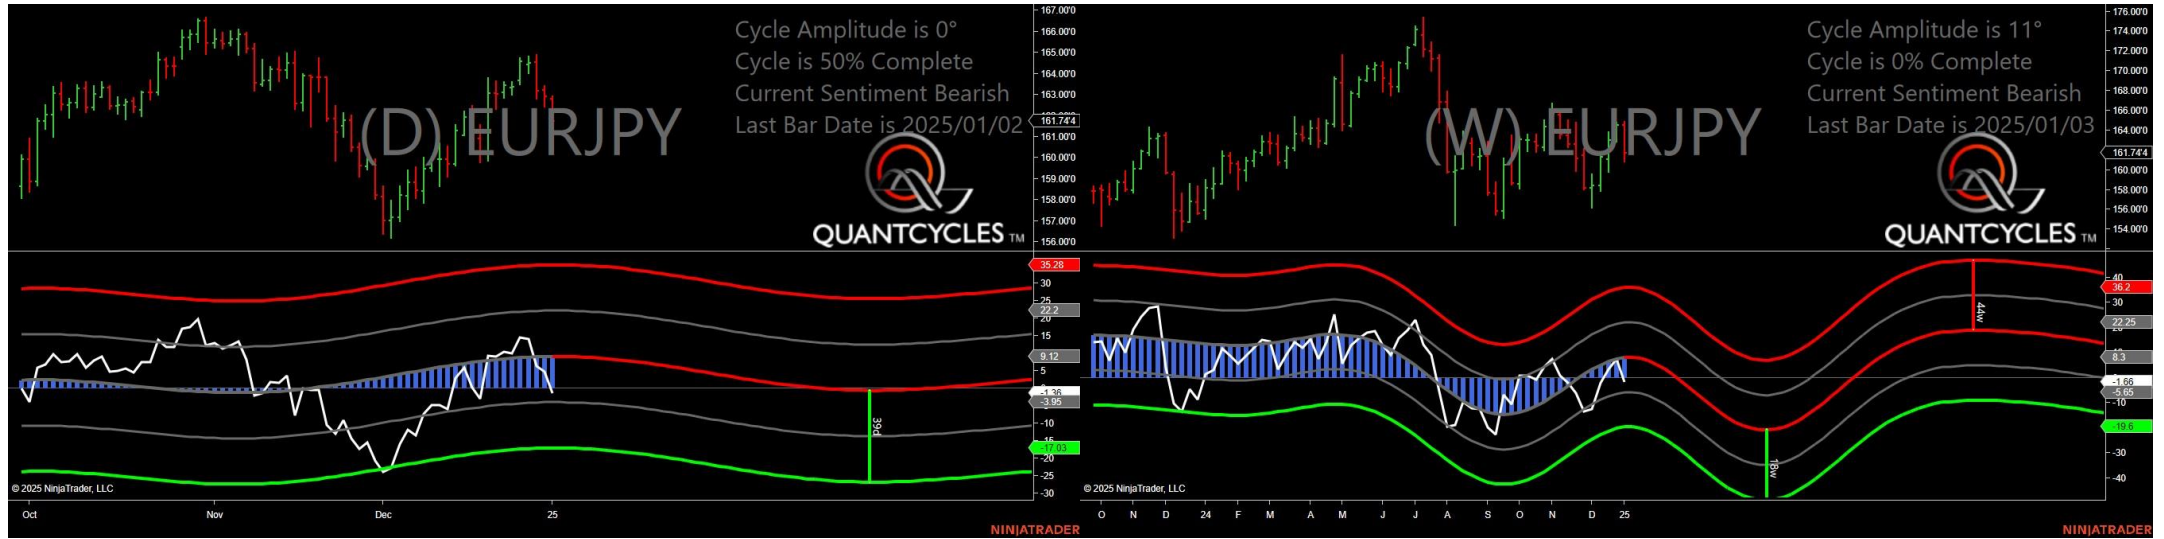 Cycle Amplitude is 0°
Cycle is 50% Complete
Current Sentiment Bearish
Last Bar Date is 2025/01/02
(D) EURJPY
QUANTCYCLES TM
167.00'0
166.00'0
165.00'0
164.00'0
163.00'0
161.74'4
161.00'0
160.00'0
159.00'0
158.00'0
157.00'0
156.00'0
35.28
30
25
22.2
20
15
9.12
5
-1.36
-3.95
-10
-15
-17.03
-20
-25
-30
39d
© 2025 NinjaTrader, LLC
Oct Nov Dec 25
NINJATRADER
Cycle Amplitude is 11°
Cycle is 0% Complete
Current Sentiment Bearish
Last Bar Date is 2025/01/03
(W) EURJPY
QUANTCYCLES TM
176.00'0
174.00'0
172.00'0
170.00'0
168.00'0
166.00'0
164.00'0
161.74'4
160.00'0
158.00'0
156.00'0
154.00'0
40
36.2
30
22.25
8.3
-1.66
-5.65
-10
-19.6
-30
-40
44w
18w
© 2025 NinjaTrader, LLC
O N D 24 F M A M J J A S O N D 25
NINJATRADER